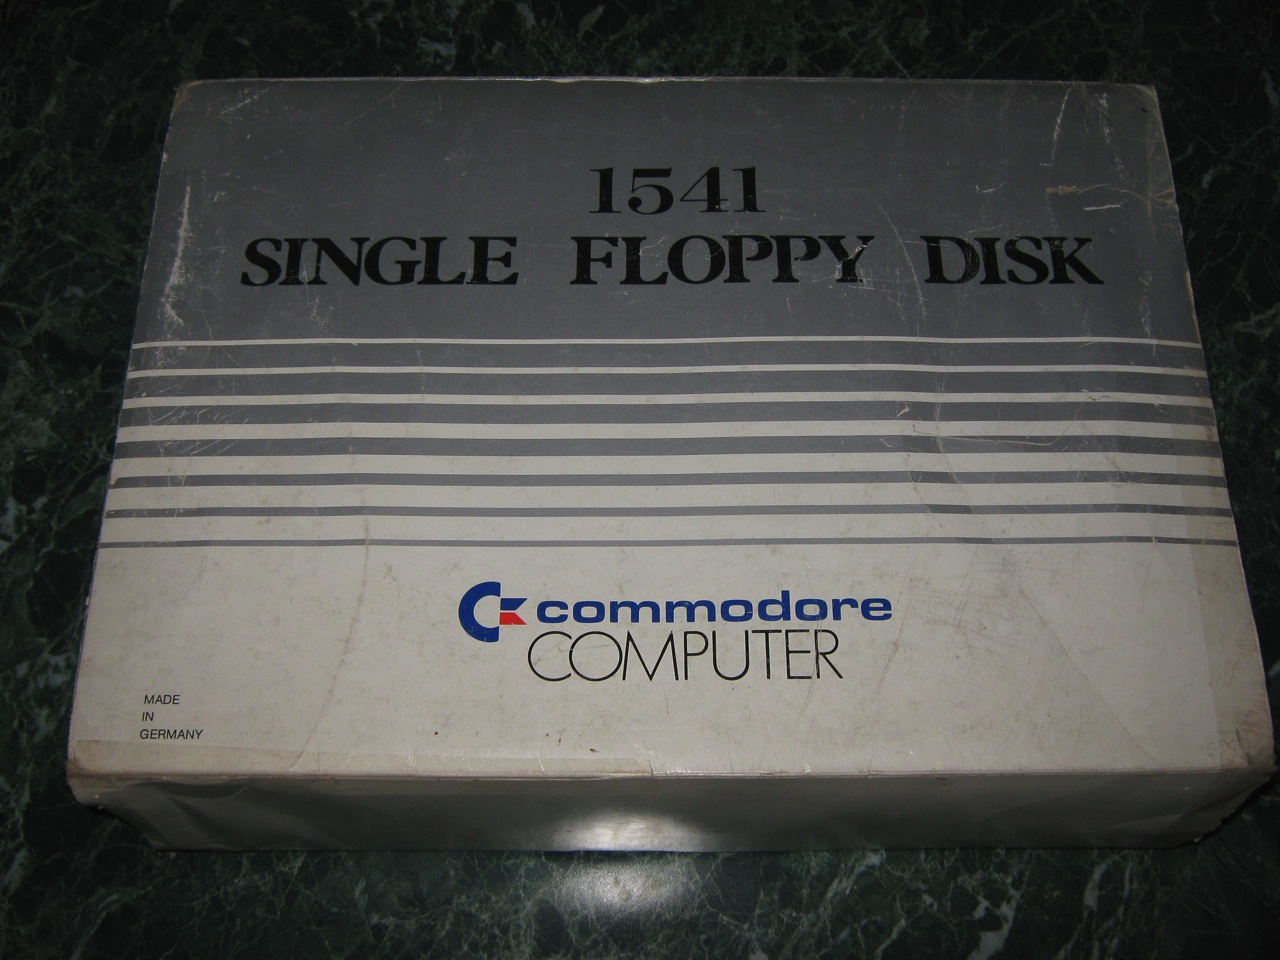 1541
SINGLE FLOPPY DISK
commodore
COMPUTER
MADE
IN
GERMANY